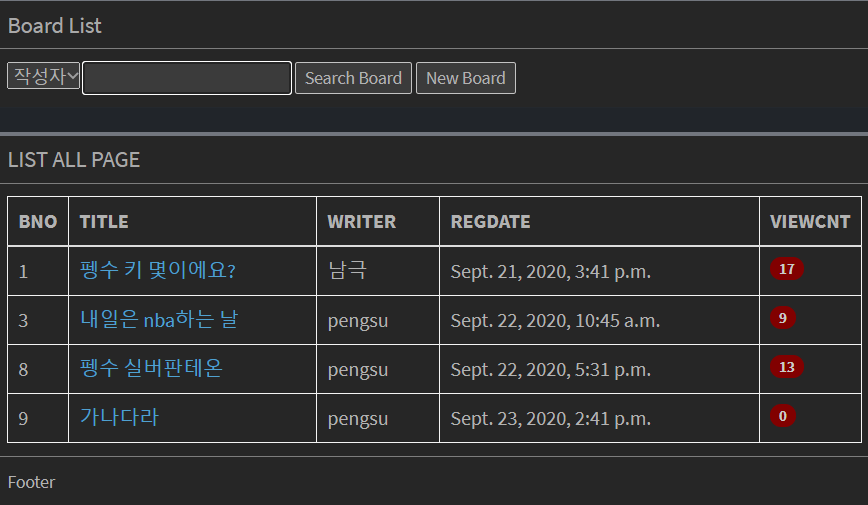 Board List
작성자 Search Board New Board
LIST ALL PAGE
BNO TITLE WRITER REGDATE VIEWCNT
1 펭수 키 몇이에요? 남극 Sept. 21, 2020, 3:41 p.m. 17
3 내일은 nba하는 날 pengsu Sept. 22, 2020, 10:45 a.m. 9
8 펭수 실버판테온 pengsu Sept. 22, 2020, 5:31 p.m. 13
9 가나다라 pengsu Sept. 23, 2020, 2:41 p.m. 0
Footer